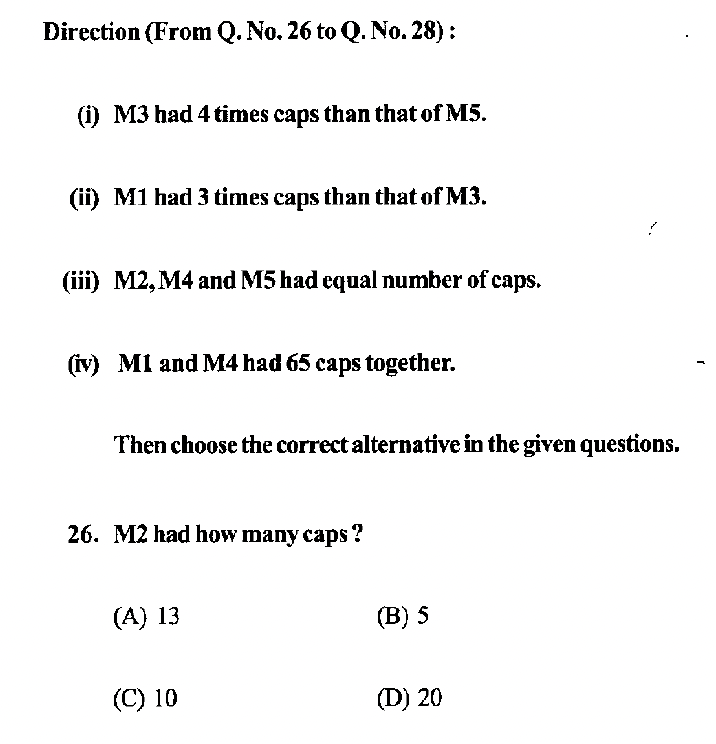 Direction (From Q. No. 26 to Q. No. 28) :
(i) M3 had 4 times caps than that of M5.
(ii) M1 had 3 times caps than that of M3.
(iii) M2, M4 and M5 had equal number of caps.
(iv) M1 and M4 had 65 caps together.
Then choose the correct alternative in the given questions.
26. M2 had how many caps ?
(A) 13 (B) 5
(C) 10 (D) 20